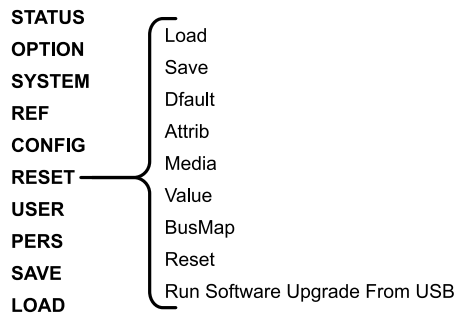 STATUS
OPTION
SYSTEM
REF
CONFIG
RESET
USER
PERS
SAVE
LOAD
Load
Save
Dfault
Attrib
Media
Value
BusMap
Reset
Run Software Upgrade From USB